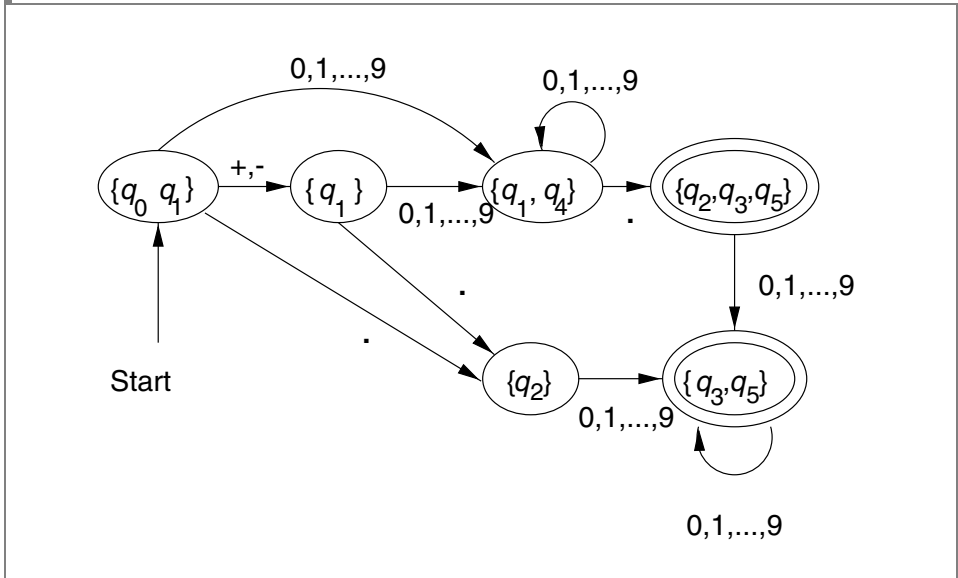 0,1,...,9
0,1,...,9
+,-
{q0 q1}
{q1}
{q1, q4}
{q2,q3,q5}
0,1,...,9
.
0,1,...,9
.
.
Start
{q2}
{q3,q5}
0,1,...,9
0,1,...,9